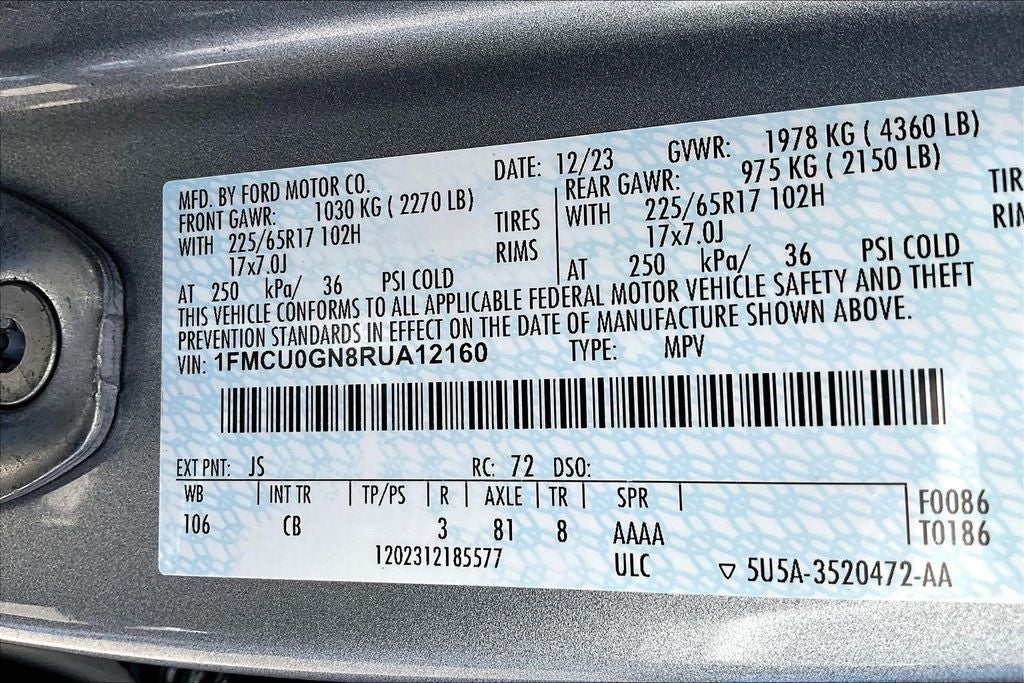 MFD. BY FORD MOTOR CO. DATE: 12/23 GVWR: 1978 KG ( 4360 LB)
FRONT GAWR: 1030 KG ( 2270 LB) REAR GAWR: 975 KG ( 2150 LB)
WITH 225/65R17 102H TIRES WITH 225/65R17 102H TIR
17x7.0J RIMS 17x7.0J RIM
AT 250 kPa/ 36 PSI COLD AT 250 kPa/ 36 PSI COLD
THIS VEHICLE CONFORMS TO ALL APPLICABLE FEDERAL MOTOR VEHICLE SAFETY AND THEFT
PREVENTION STANDARDS IN EFFECT ON THE DATE OF MANUFACTURE SHOWN ABOVE.
VIN: 1FMCU0GN8RUA12160 TYPE: MPV
EXT PNT: JS RC: 72 DSO:
WB INT TR TP/PS R AXLE TR SPR F0086
106 CB 3 81 8 AAAA T0186
1202312185577 ULC ▽ 5U5A-3520472-AA